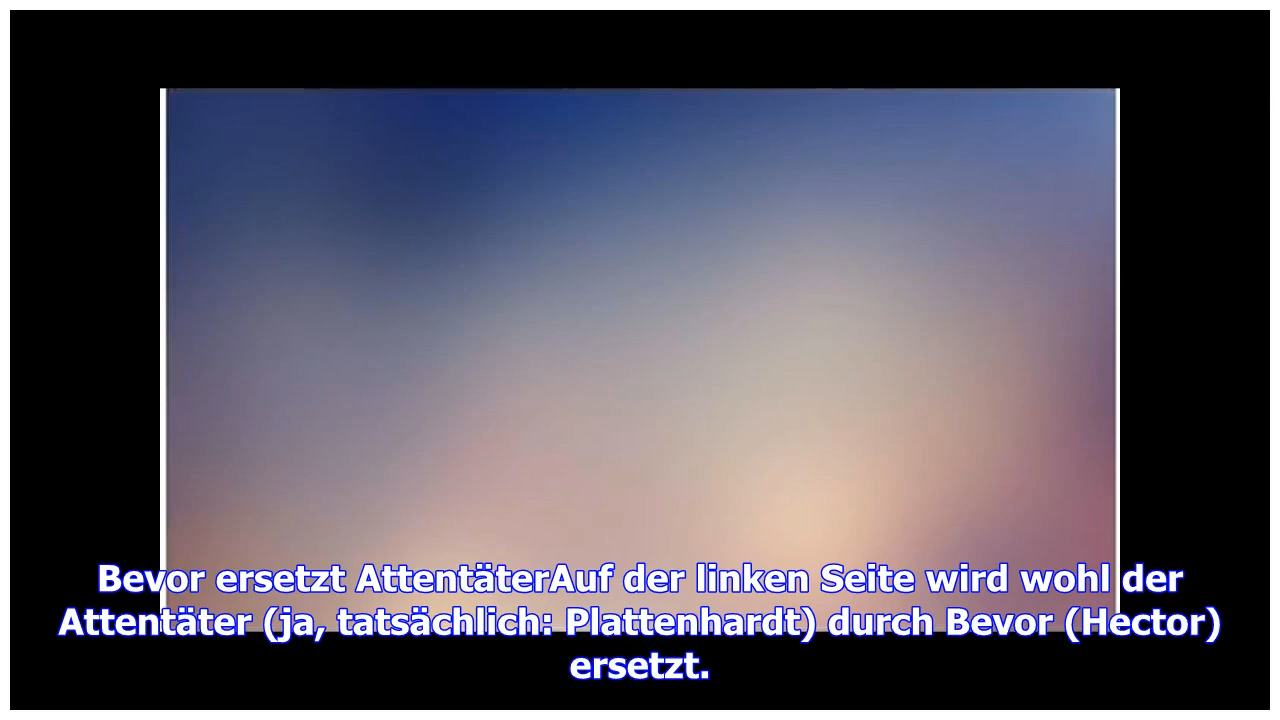 Bevor ersetzt AttentäterAuf der linken Seite wird wohl der
Attentäter (ja, tatsächlich: Plattenhardt) durch Bevor (Hector)
ersetzt.